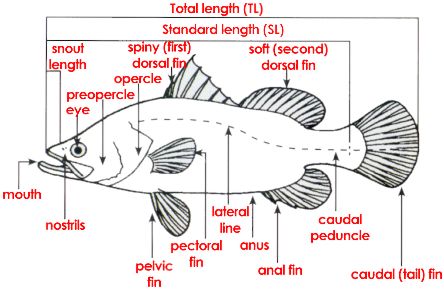 Total length (TL)
Standard length (SL)
snout
length
spiny (first)
dorsal fin
soft (second)
dorsal fin
opercle
preopercle
eye
mouth
nostrils
pelvic
fin
pectoral
fin
lateral
line
anus
anal fin
caudal
peduncle
caudal (tail) fin